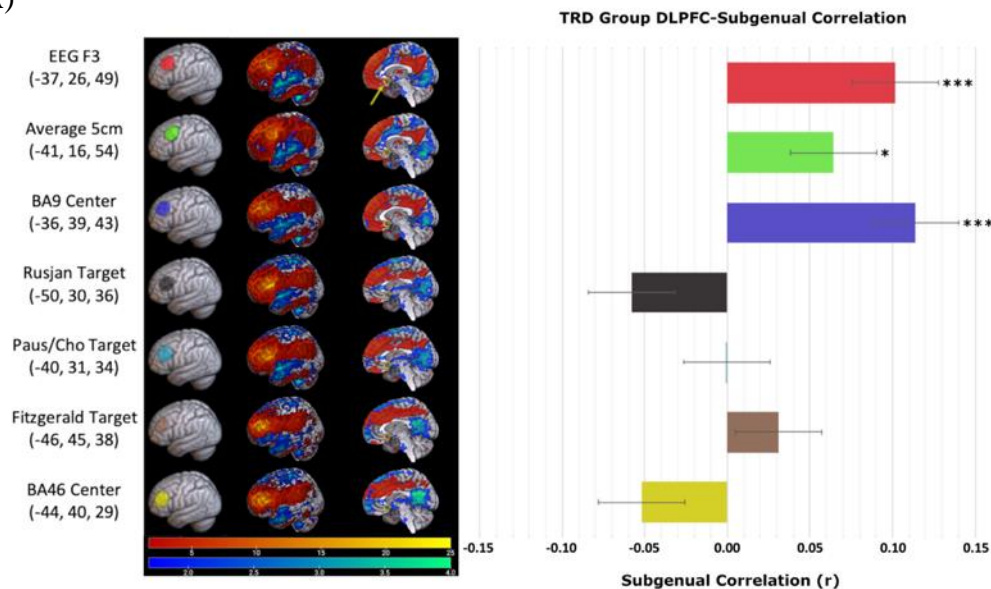 TRD Group DLPFC-Subgenual Correlation
EEG F3
(-37, 26, 49)
Average 5cm
(-41, 16, 54)
BA9 Center
(-36, 39, 43)
Rusjan Target
(-50, 30, 36)
Paus/Cho Target
(-40, 31, 34)
Fitzgerald Target
(-46, 45, 38)
BA46 Center
(-44, 40, 29)
5 10 15 20 25
2.0 2.5 3.0 3.5 4.0
***
*
***
-0.15 -0.10 -0.05 0.00 0.05 0.10 0.15
Subgenual Correlation (r)